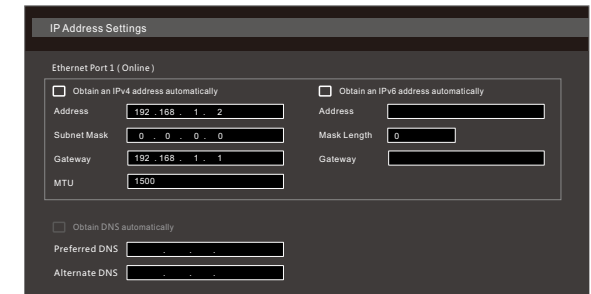 IP Address Settings
Ethernet Port 1 ( Online )
Obtain an IPv4 address automatically
Obtain an IPv6 address automatically
Address 192 . 168 . 1 . 2
Address
Subnet Mask 0 . 0 . 0 . 0
Mask Length 0
Gateway 192 . 168 . 1 . 1
Gateway
MTU 1500
Obtain DNS automatically
Preferred DNS . . .
Alternate DNS . . .